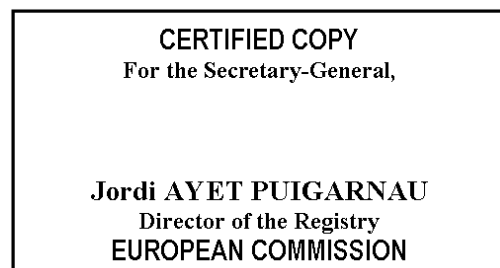 CERTIFIED COPY
For the Secretary-General,
Jordi AYET PUIGARNAU
Director of the Registry
EUROPEAN COMMISSION